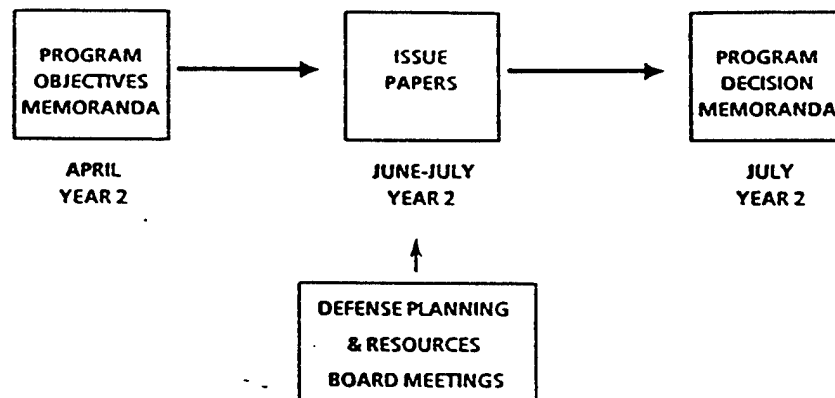 PROGRAM
OBJECTIVES
MEMORANDA
APRIL
YEAR 2
ISSUE
PAPERS
JUNE-JULY
YEAR 2
PROGRAM
DECISION
MEMORANDA
JULY
YEAR 2
DEFENSE PLANNING
& RESOURCES
BOARD MEETINGS